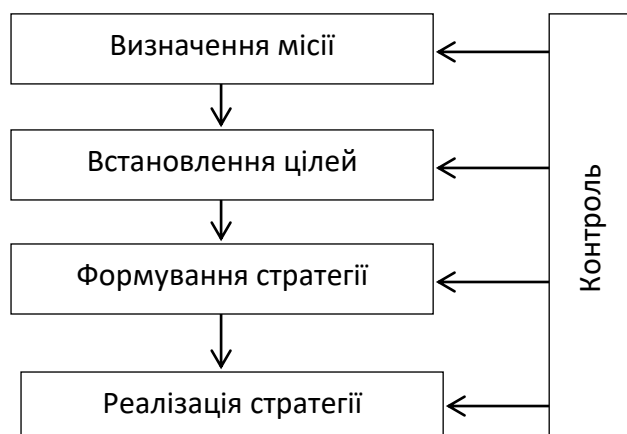 Визначення місії
Встановлення цілей
Формування стратегії
Реалізація стратегії
Контроль